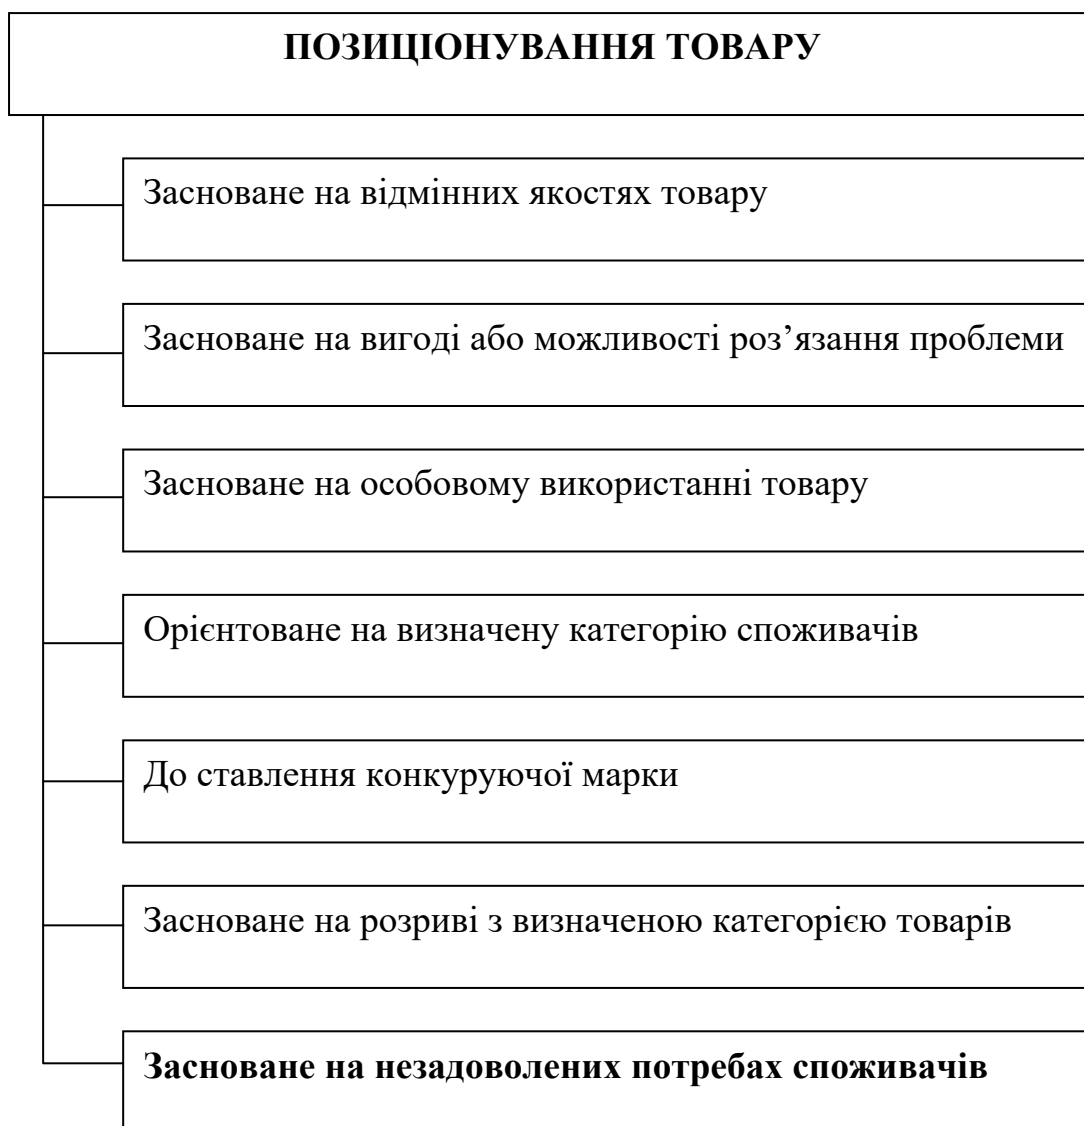 ПОЗИЦІОНУВАННЯ ТОВАРУ
Засноване на відмінних якостях товару
Засноване на вигоді або можливості роз’язання проблеми
Засноване на особовому використанні товару
Орієнтоване на визначену категорію споживачів
До ставлення конкуруючої марки
Засноване на розриві з визначеною категорією товарів
Засноване на незадоволених потребах споживачів